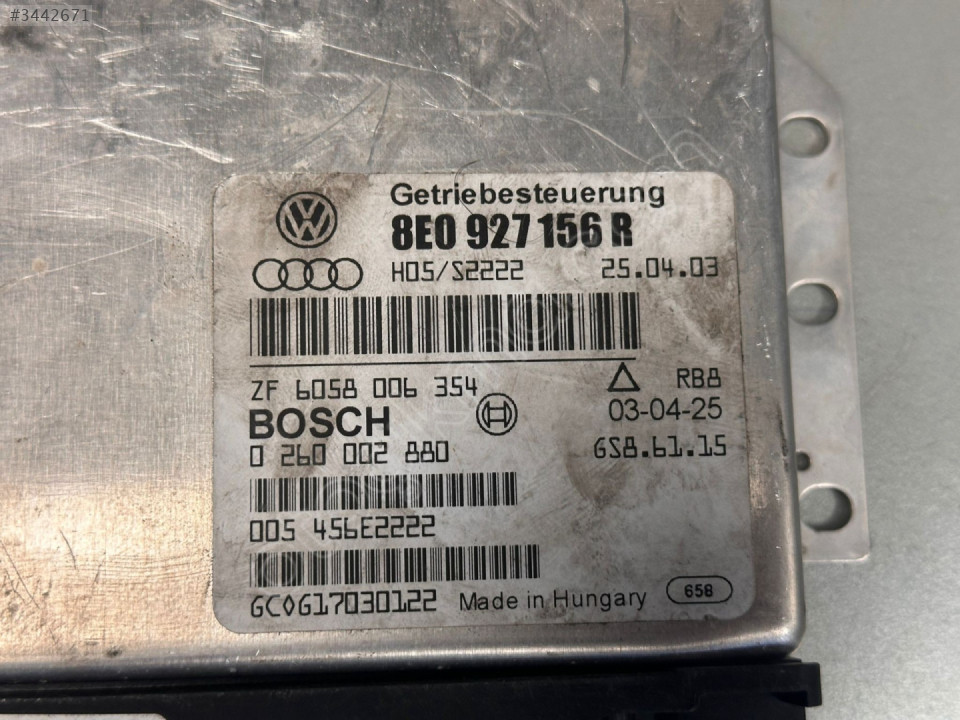 #3442671
Getriebesteuerung
8E0 927 156 R
H05/S2222 25.04.03
ZF 6058 006 354 RB8
BOSCH 03-04-25
0 260 002 880 GS8.61.15
005 456E2222
GC0G17030122 Made in Hungary 658